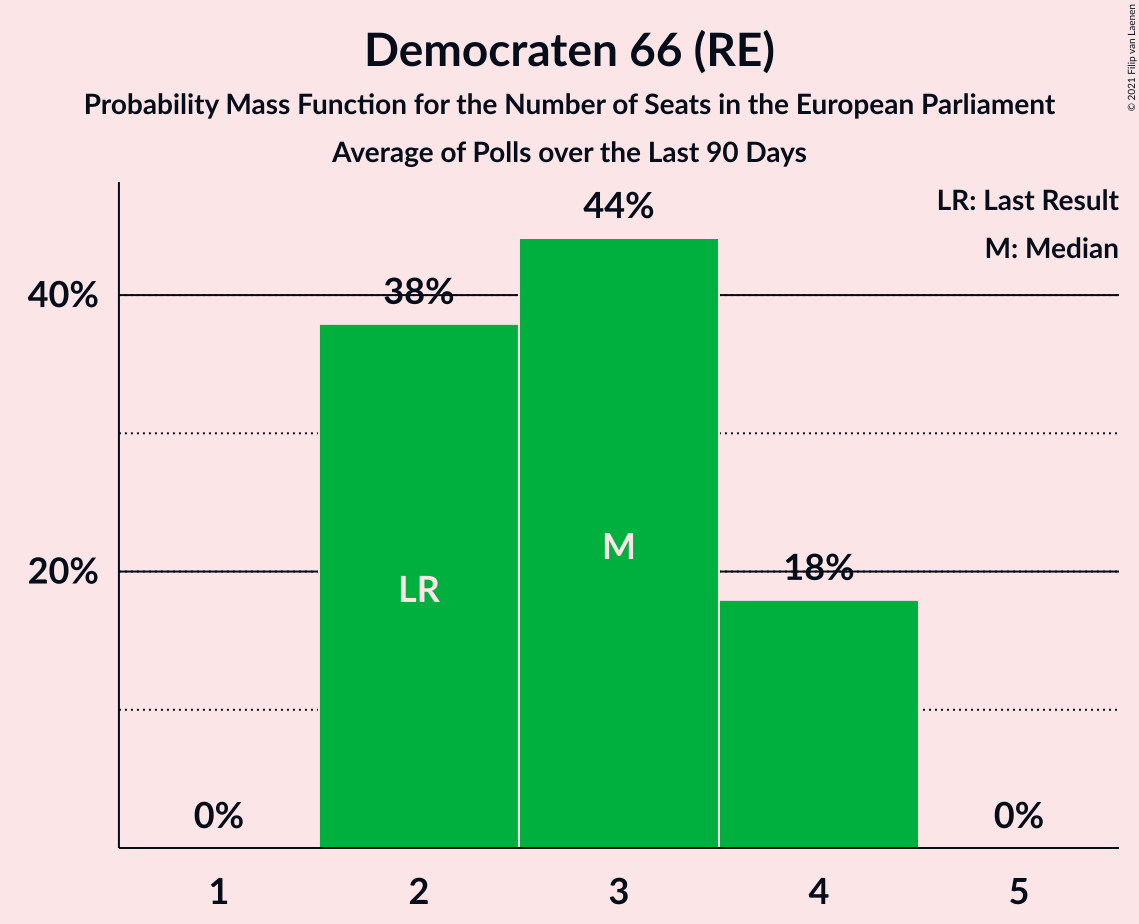 Democraten 66 (RE)
Probability Mass Function for the Number of Seats in the European Parliament
Average of Polls over the Last 90 Days
© 2021 Filip van Laenen
LR: Last Result
M: Median
44%
38%
40%
M
18%
20%
LR
0%
0%
1 2 3 4 5